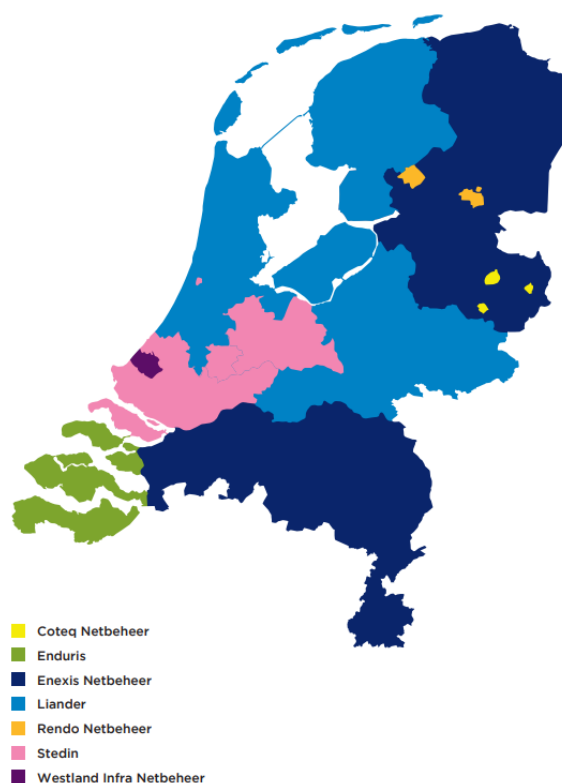 Coteq Netbeheer
Enduris
Enexis Netbeheer
Liander
Rendo Netbeheer
Stedin
Westland Infra Netbeheer